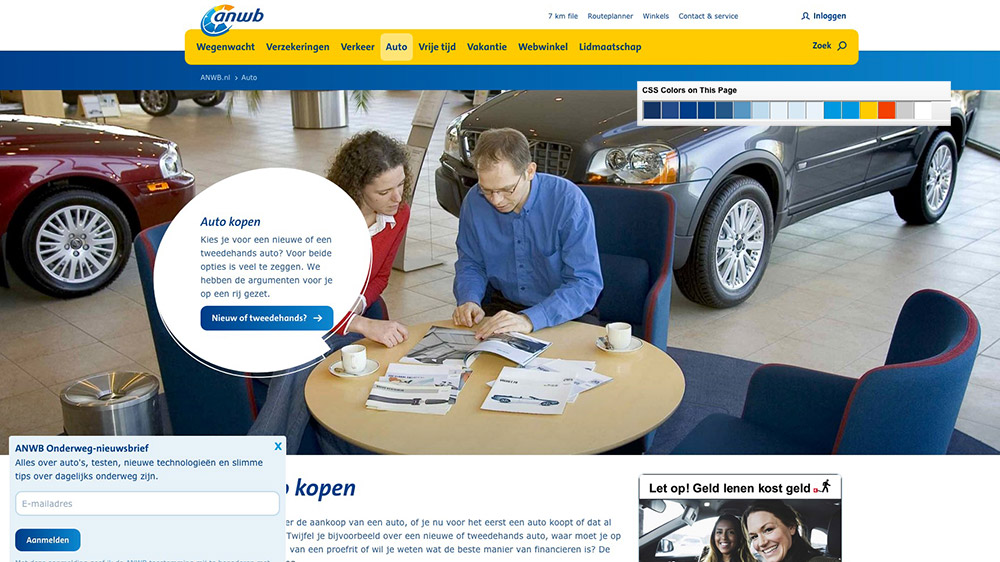 anwb
7 km file Routeplanner Winkels Contact & service Inloggen
Wegenwacht Verzekeringen Verkeer Auto Vrije tijd Vakantie Webwinkel Lidmaatschap Zoek
ANWB.nl > Auto
CSS Colors on This Page
Auto kopen
Kies je voor een nieuwe of een
tweedehands auto? Voor beide
opties is veel te zeggen. We
hebben de argumenten voor je
op een rij gezet.
Nieuw of tweedehands? →
ANWB Onderweg-nieuwsbrief X
Alles over auto's, testen, nieuwe technologieën en slimme
tips over dagelijks onderweg zijn.
E-mailadres
Aanmelden
kopen
er de aankoop van een auto, of je nu voor het eerst een auto koopt of dat al
Twijfel je bijvoorbeeld over een nieuwe of tweedehands auto, waar moet je op
van een proefrit of wil je weten wat de beste manier van financieren is? De
Let op! Geld lenen kost geld